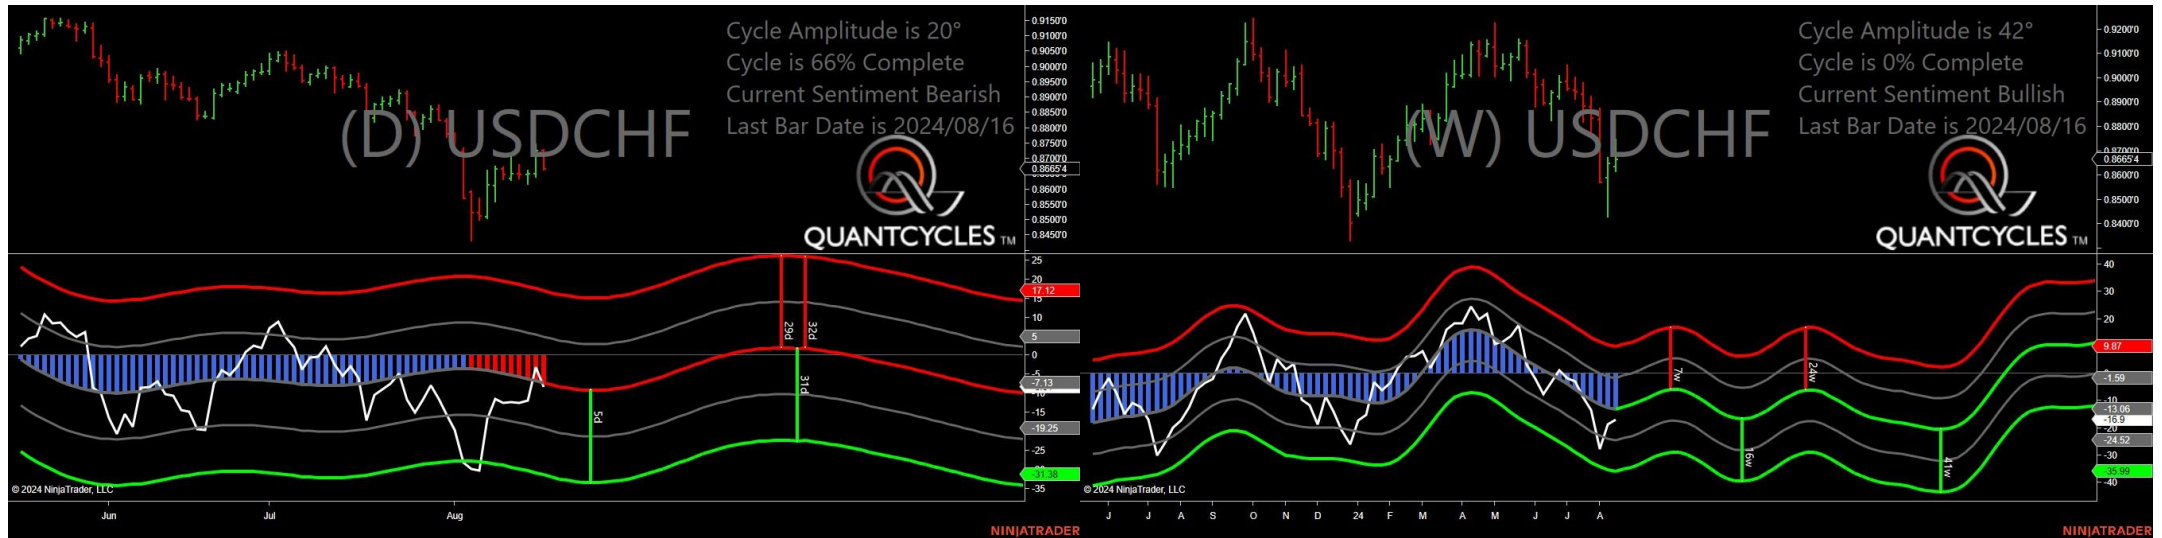 Cycle Amplitude is 20°
Cycle is 66% Complete
Current Sentiment Bearish
Last Bar Date is 2024/08/16
(D) USDCHF
QUANTCYCLES TM
0.9150'0
0.9100'0
0.9050'0
0.9000'0
0.8950'0
0.8900'0
0.8850'0
0.8800'0
0.8750'0
0.8700'0
0.8665'4
0.8600'0
0.8550'0
0.8500'0
0.8450'0
25
20
17.12
15
10
5
0
-5
-7.13
-10
-15
-19.25
-25
-31.38
-35
5d
29d
32d
31d
© 2024 NinjaTrader, LLC
Jun
Jul
Aug
NINJATRADER
Cycle Amplitude is 42°
Cycle is 0% Complete
Current Sentiment Bullish
Last Bar Date is 2024/08/16
(W) USDCHF
QUANTCYCLES TM
0.9200'0
0.9100'0
0.9000'0
0.8900'0
0.8800'0
0.8700'0
0.8665'4
0.8600'0
0.8500'0
0.8400'0
40
30
20
9.87
0
-1.59
-10
-13.06
-16.9
-20
-24.52
-30
-35.99
-40
7w
16w
24w
41w
© 2024 NinjaTrader, LLC
J
J
A
S
O
N
D
24
F
M
A
M
J
J
A
NINJATRADER